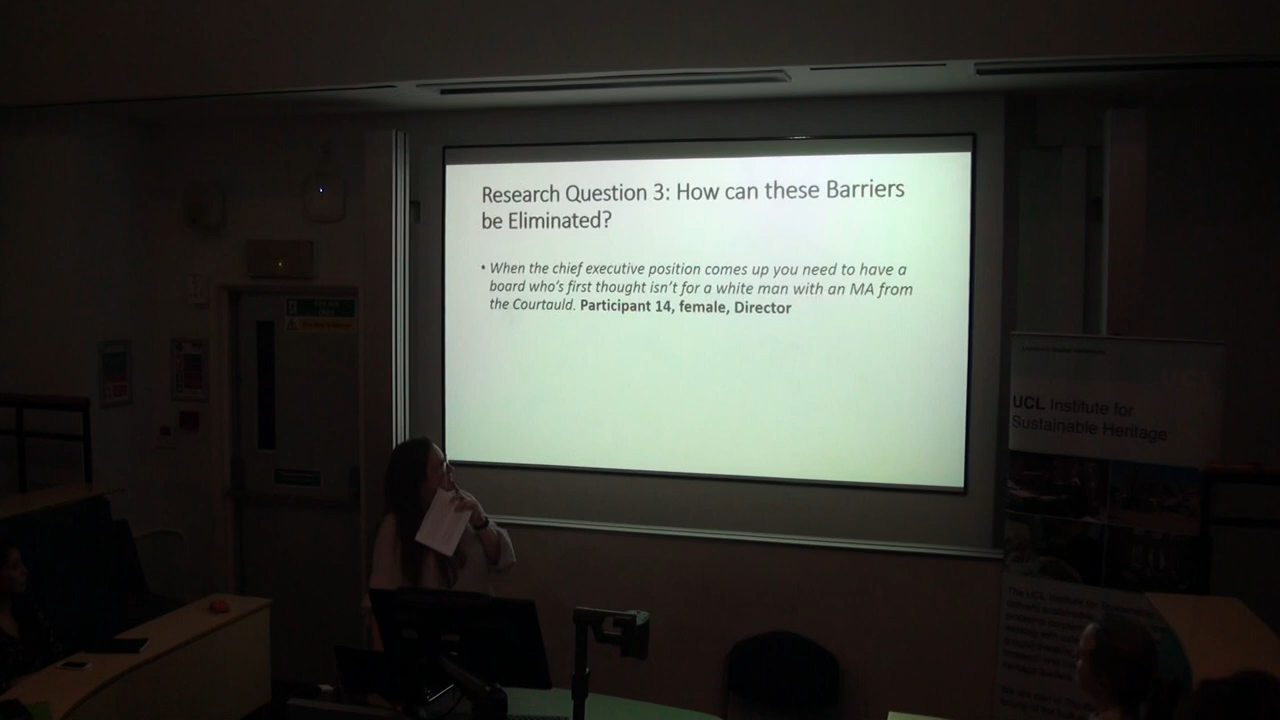 Research Question 3: How can these Barriers
be Eliminated?
• When the chief executive position comes up you need to have a
board who's first thought isn't for a white man with an MA from
the Courtauld. Participant 14, female, Director
UCL Institute for
Sustainable Heritage